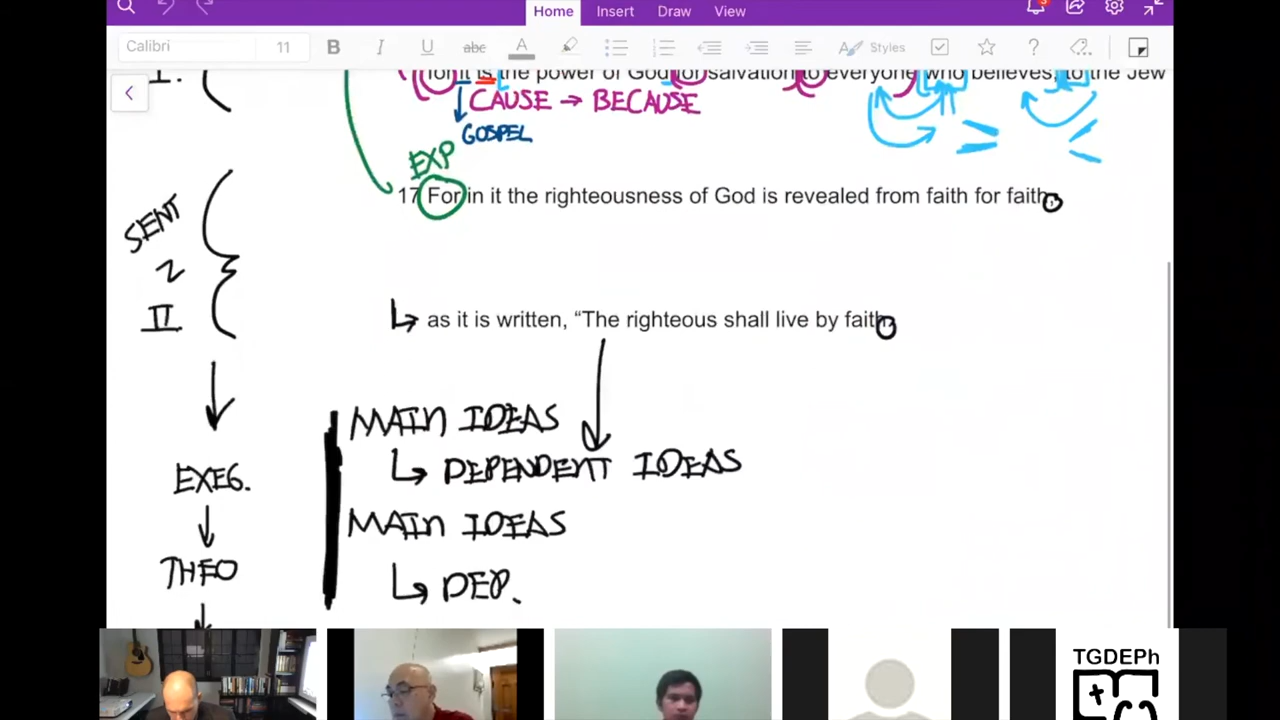 Home Insert Draw View
Calibri 11 B I U abc A Styles ?
I.
for it is the power of God for salvation to everyone who believes, to the Jew
CAUSE → BECAUSE
GOSPEL
EXP
17 For in it the righteousness of God is revealed from faith for faith,
SENT
2
II
as it is written, “The righteous shall live by faith.
MAIN IDEAS
DEPENDENT IDEAS
EXEG.
MAIN IDEAS
THEO
DEP.
TGDEPh